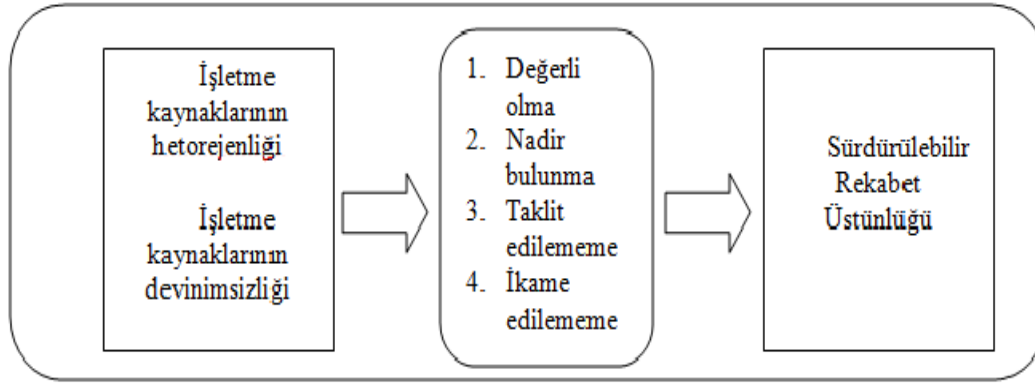 İşletme
kaynaklarının
hetorejenliği
İşletme
kaynaklarının
devinimsizliği
1. Değerli
olma
2. Nadir
bulunma
3. Taklit
edilememe
4. İkame
edilememe
Sürdürülebilir
Rekabet
Üstünlüğü